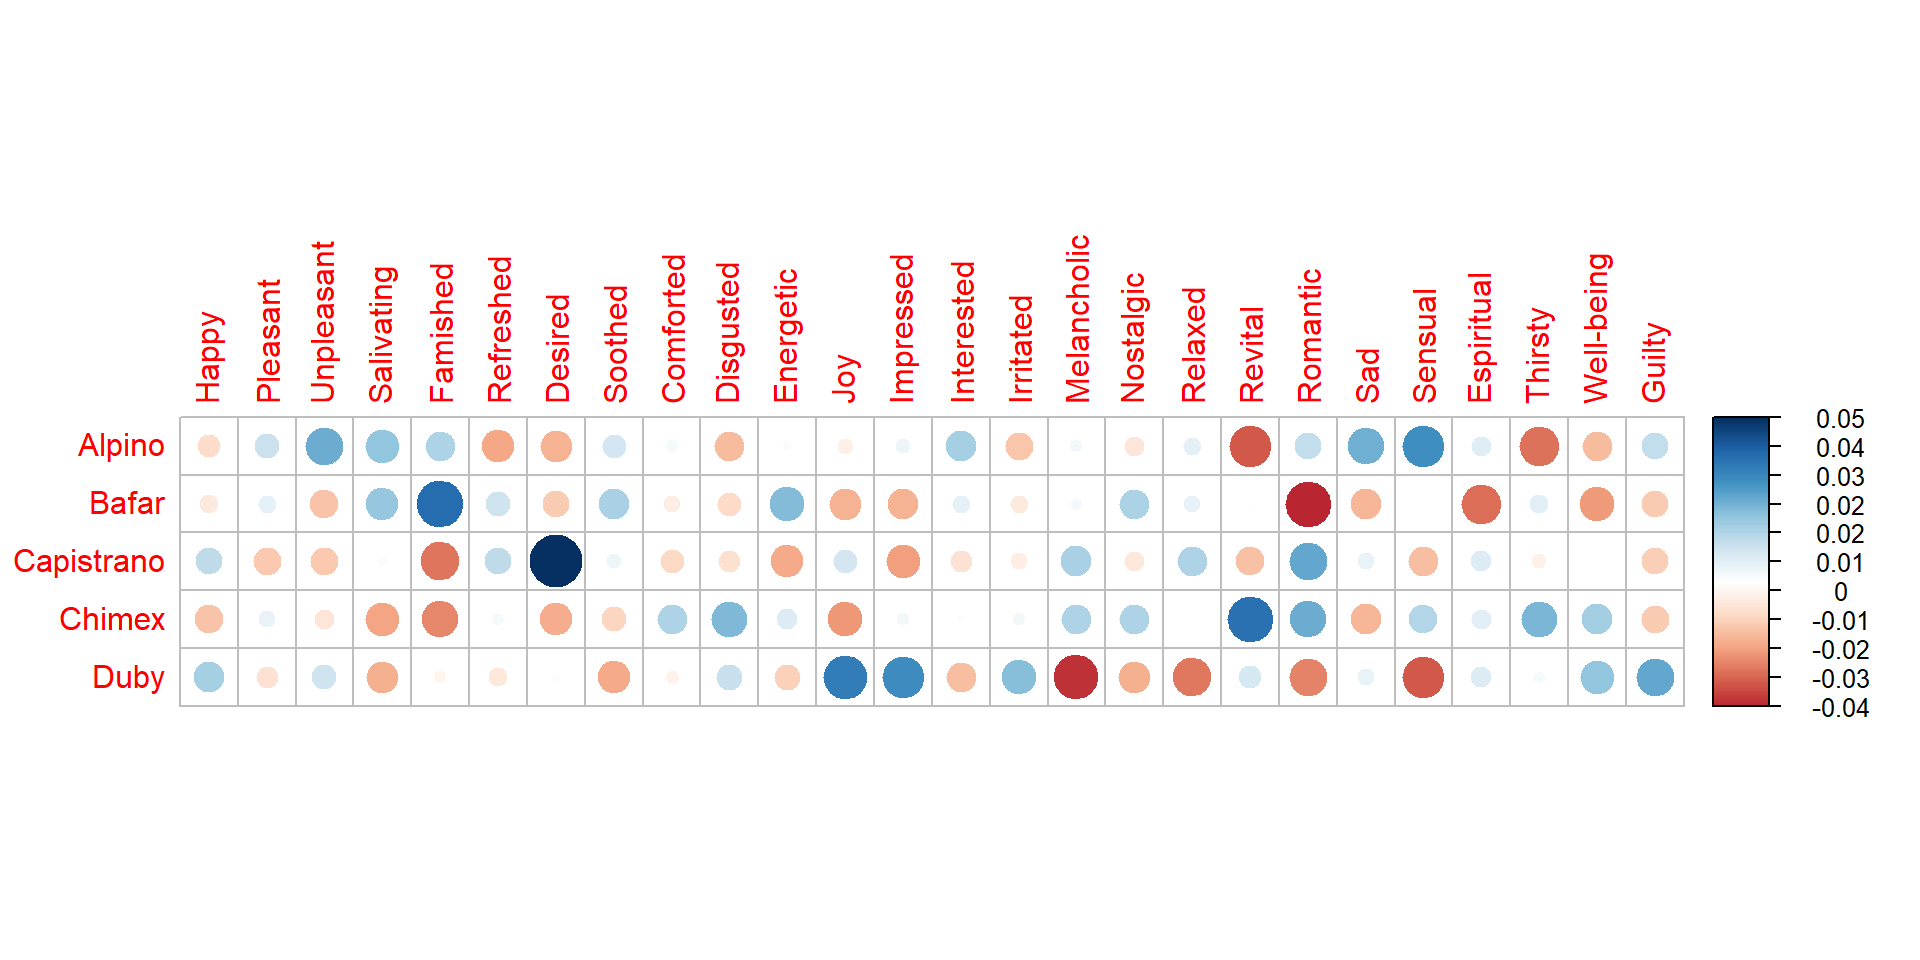 Happy
Pleasant
Unpleasant
Salivating
Famished
Refreshed
Desired
Soothed
Comforted
Disgusted
Energetic
Joy
Impressed
Interested
Irritated
Melancholic
Nostalgic
Relaxed
Revital
Romantic
Sad
Sensual
Espiritual
Thirsty
Well-being
Guilty
Alpino
Bafar
Capistrano
Chimex
Duby
0.05
0.04
0.03
0.02
0.02
0.01
0
-0.01
-0.02
-0.03
-0.04